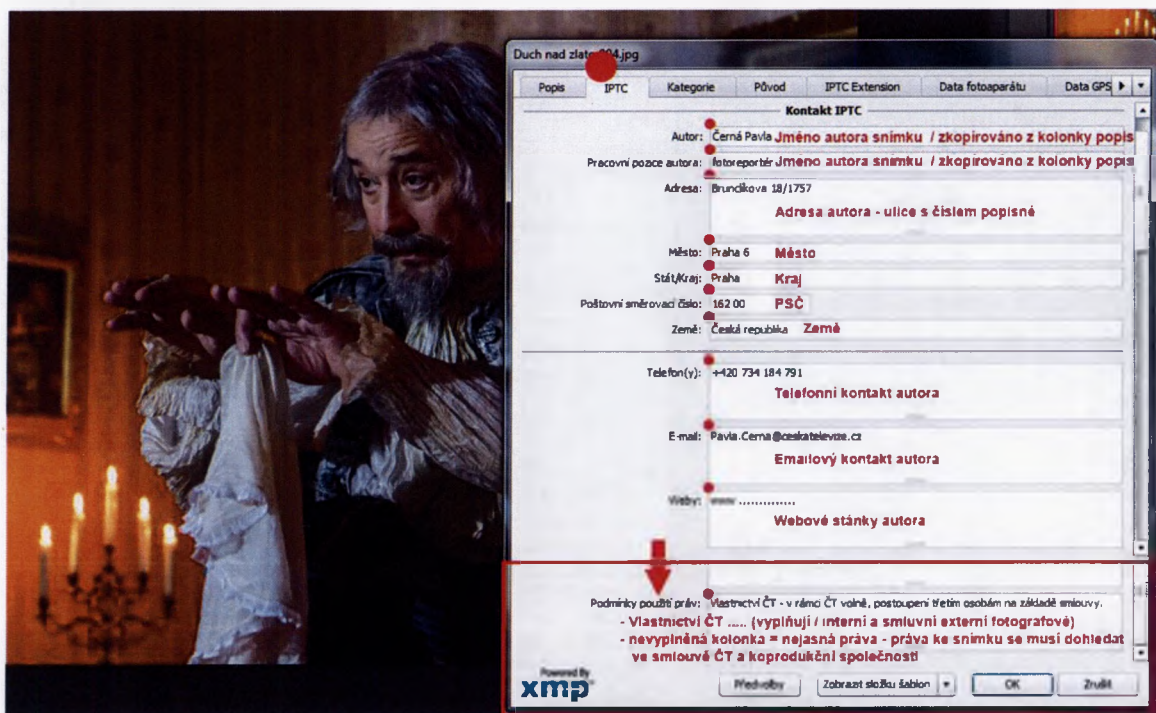 Duch nad zlato 004.jpg
Popis IPTC Kategorie Původ IPTC Extension Data fotoaparátu Data GPS
Kontakt IPTC
Autor: Černá Pavla Jméno autora snímku / zkopírováno z kolonky popis
Pracovní pozice autora: fotoreportér Jmeno autora snimku / zkopírováno z kolonky popis
Adresa: Brunclíkova 18/1757
Adresa autora - ulice s číslem popisné
Město: Praha 6 Město
Stát/Kraj: Praha Kraj
Poštovní směrovací číslo: 162 00 PSČ
Země: Česká republika Země
Telefon(y): +420 734 184 791
Telefonní kontakt autora
E-mail: Pavla.Cerna@ceskatelevize.cz
Emailový kontakt autora
Weby: www ..............
Webové stánky autora
Podmínky použití práv: Vlastnictví ČT - v rámci ČT volně, postoupení třetím osobám na základě smlouvy.
- Vlastnictví ČT ..... (vyplňují / interní a smluvní externí fotografové)
- nevyplněná kolonka = nejasná práva - práva ke snímku se musí dohledat
ve smlouvě ČT a koprodukční společnosti
Powered By
xmp
Předvolby Zobrazit složku šablon OK Zrušit